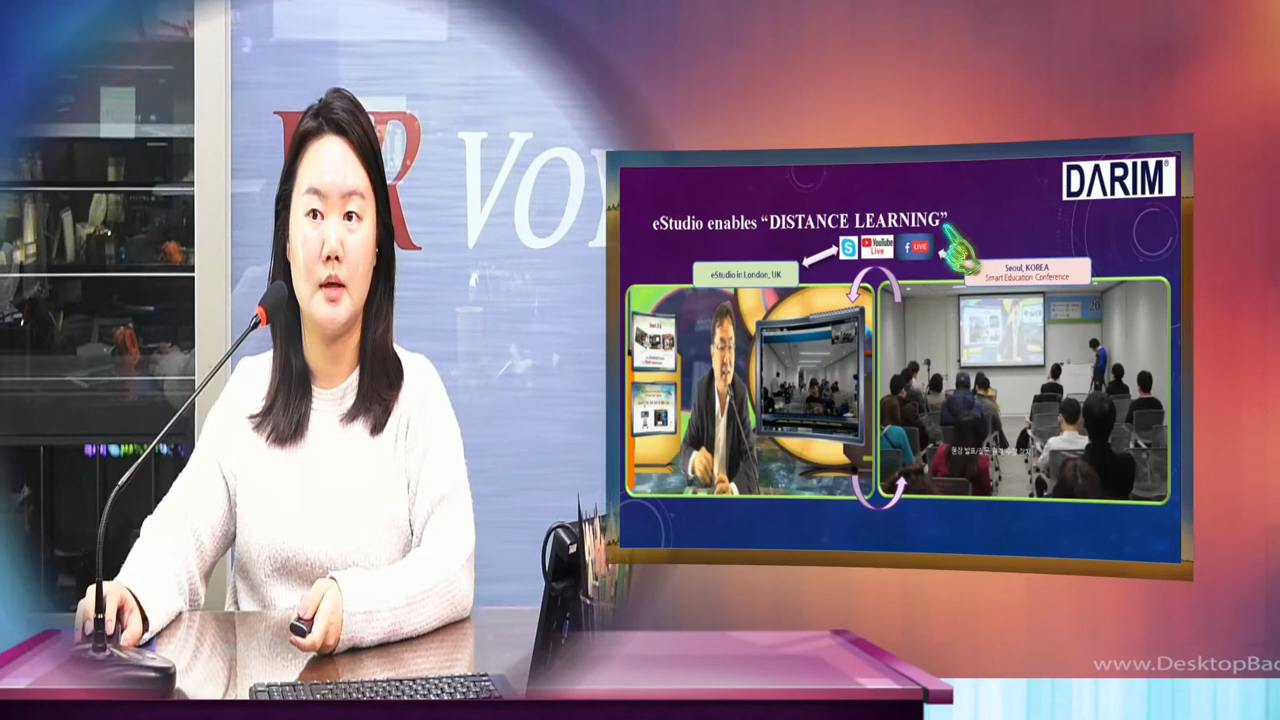 R VO
DARIM®
eStudio enables “DISTANCE LEARNING”
YouTube
Live
f LIVE
eStudio in London, UK
Seoul, KOREA
Smart Education Conference
www.DesktopBac